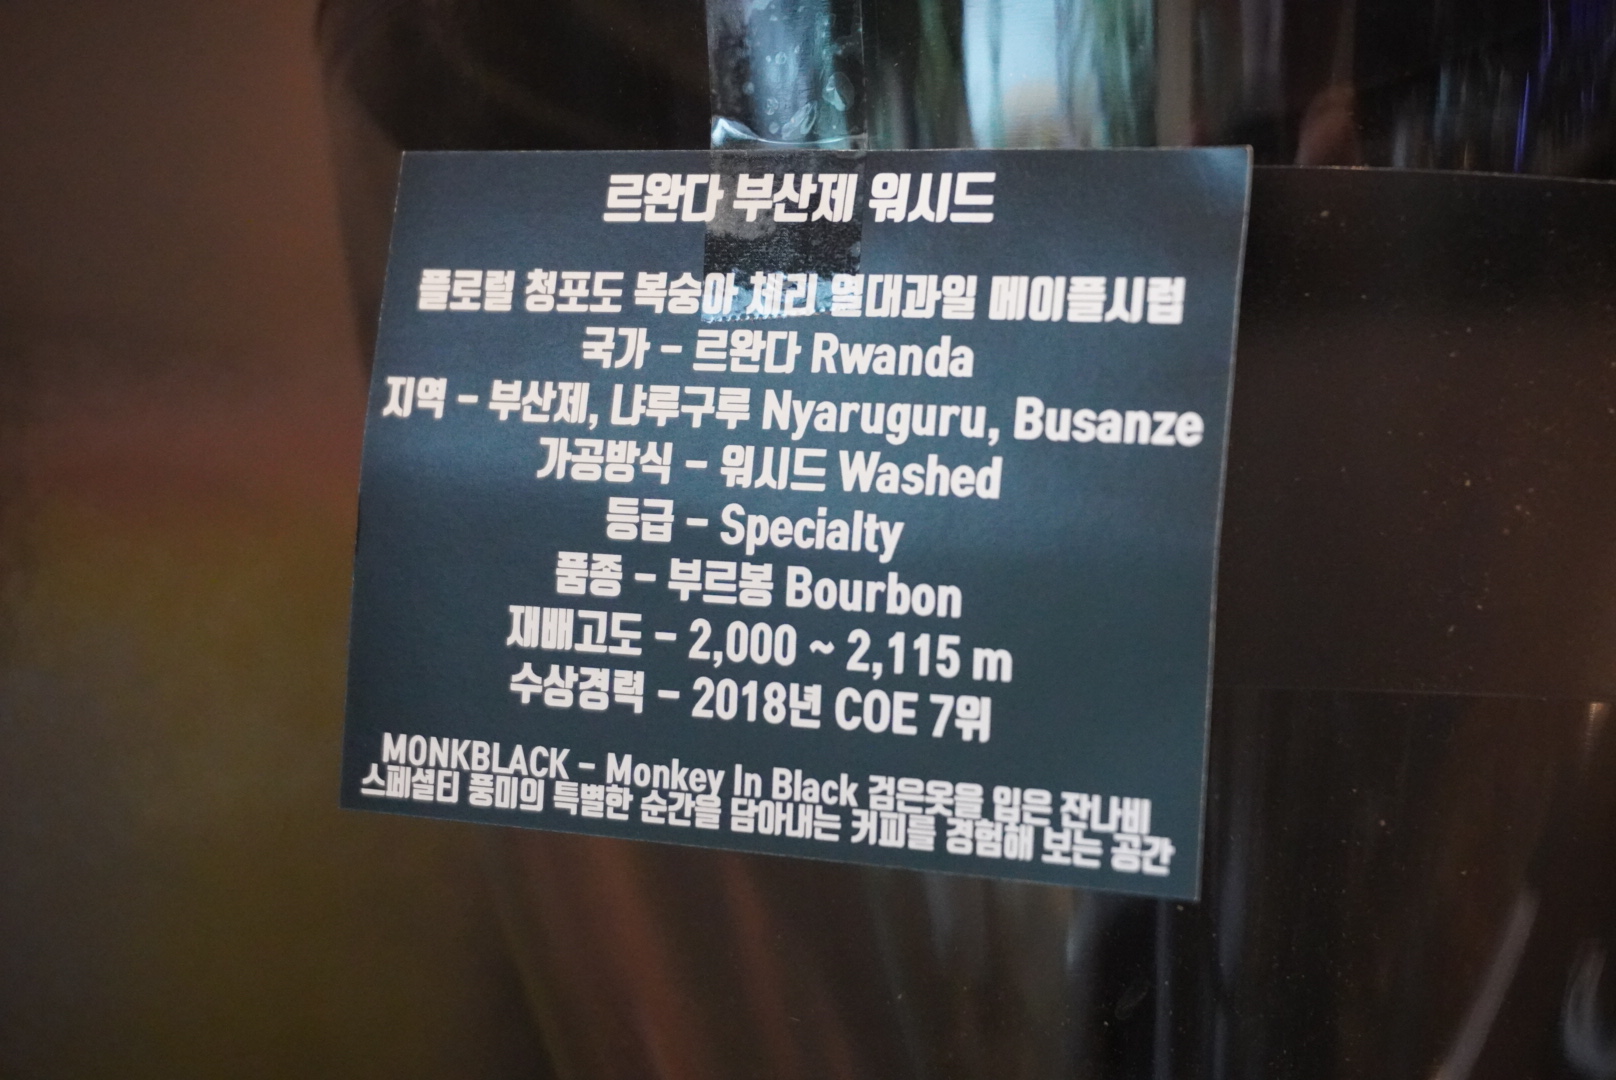 르완다 부산제 워시드
플로럴 청포도 복숭아 체리 열대과일 메이플시럽
국가 - 르완다 Rwanda
지역 - 부산제, 냐루구루 Nyaruguru, Busanze
가공방식 - 워시드 Washed
등급 - Specialty
품종 - 부르봉 Bourbon
재배고도 - 2,000 ~ 2,115 m
수상경력 - 2018년 COE 7위
MONKBLACK - Monkey In Black 검은옷을 입은 잔나비
스페셜티 풍미의 특별한 순간을 담아내는 커피를 경험해 보는 공간